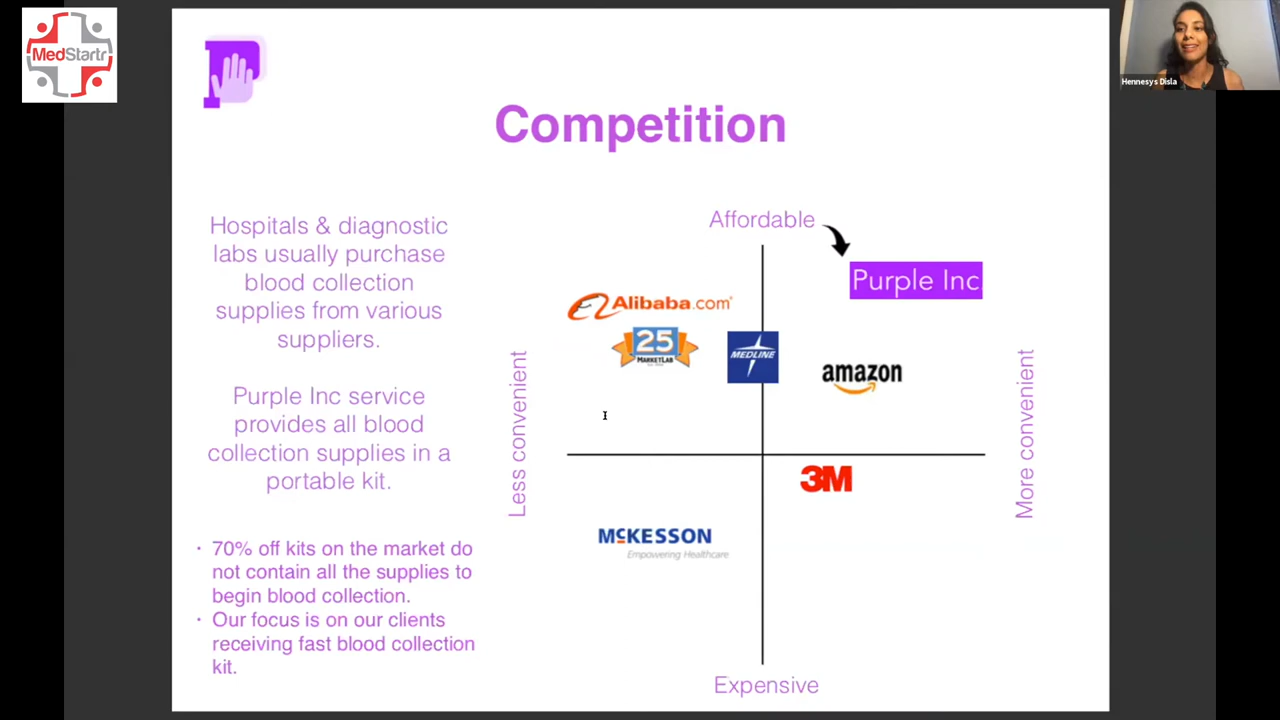 MedStartr
Hennesys Disla
Competition
Hospitals & diagnostic
labs usually purchase
blood collection
supplies from various
suppliers.
Purple Inc service
provides all blood
collection supplies in a
portable kit.
· 70% off kits on the market do
not contain all the supplies to
begin blood collection.
· Our focus is on our clients
receiving fast blood collection
kit.
Affordable
Purple Inc.
Alibaba.com
25
MARKETLAB
MEDLINE
amazon
Less convenient
More convenient
3M
McKESSON
Empowering Healthcare
Expensive